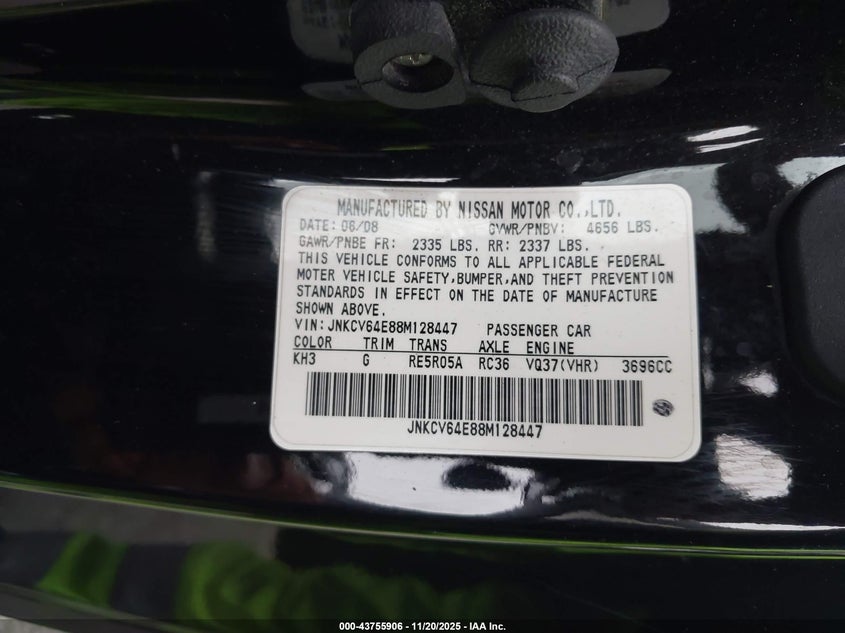 MANUFACTURED BY NISSAN MOTOR CO.,LTD.
DATE: 06/08 GVWR/PNBV: 4656 LBS.
GAWR/PNBE FR: 2335 LBS. RR: 2337 LBS.
THIS VEHICLE CONFORMS TO ALL APPLICABLE FEDERAL
MOTER VEHICLE SAFETY,BUMPER,AND THEFT PREVENTION
STANDARDS IN EFFECT ON THE DATE OF MANUFACTURE
SHOWN ABOVE.
VIN: JNKCV64E88M128447 PASSENGER CAR
COLOR TRIM TRANS AXLE ENGINE
KH3 G RE5R05A RC36 VQ37(VHR) 3696CC
JNKCV64E88M128447
000-43755906 - 11/20/2025 - IAA Inc.